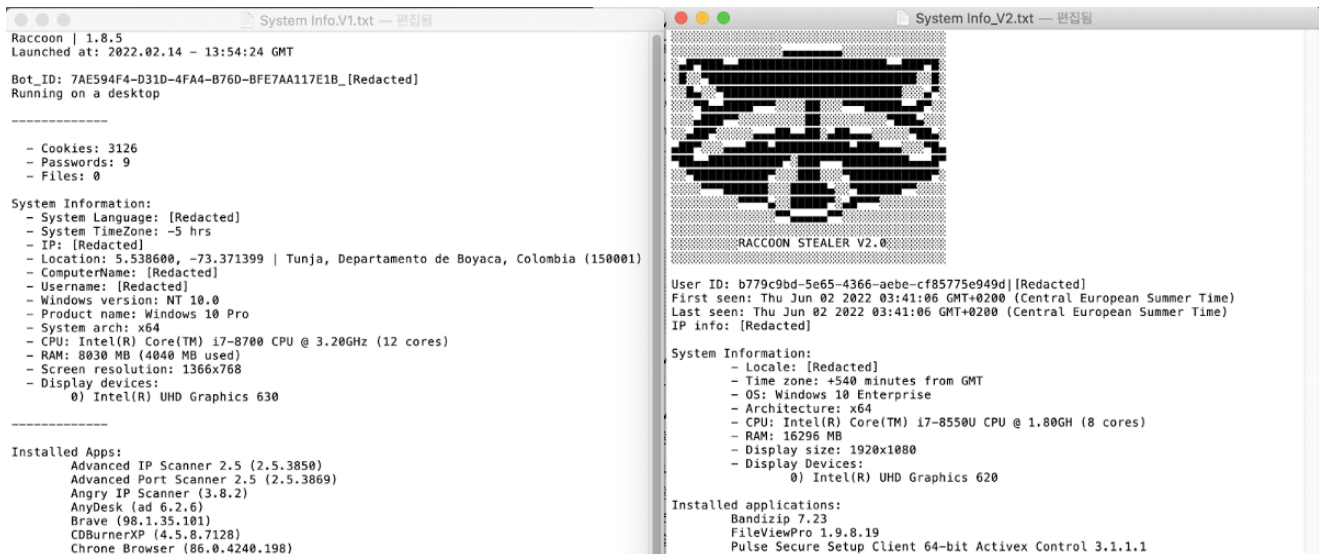 System Info.V1.txt — 편집됨
Raccoon | 1.8.5
Launched at: 2022.02.14 - 13:54:24 GMT
Bot_ID: 7AE594F4-D31D-4FA4-B76D-BFE7AA117E1B_[Redacted]
Running on a desktop
-------------
- Cookies: 3126
- Passwords: 9
- Files: 0
System Information:
- System Language: [Redacted]
- System TimeZone: -5 hrs
- IP: [Redacted]
- Location: 5.538600, -73.371399 | Tunja, Departamento de Boyaca, Colombia (150001)
- ComputerName: [Redacted]
- Username: [Redacted]
- Windows version: NT 10.0
- Product name: Windows 10 Pro
- System arch: x64
- CPU: Intel(R) Core(TM) i7-8700 CPU @ 3.20GHz (12 cores)
- RAM: 8030 MB (4040 MB used)
- Screen resolution: 1366x768
- Display devices:
0) Intel(R) UHD Graphics 630
-------------
Installed Apps:
Advanced IP Scanner 2.5 (2.5.3850)
Advanced Port Scanner 2.5 (2.5.3869)
Angry IP Scanner (3.8.2)
AnyDesk (ad 6.2.6)
Brave (98.1.35.101)
CDBurnerXP (4.5.8.7128)
Chrone Browser (86.0.4240.198)
System Info_V2.txt — 편집됨
RACCOON STEALER V2.0
User ID: b779c9bd-5e65-4366-aebe-cf85775e949d|[Redacted]
First seen: Thu Jun 02 2022 03:41:06 GMT+0200 (Central European Summer Time)
Last seen: Thu Jun 02 2022 03:41:06 GMT+0200 (Central European Summer Time)
IP info: [Redacted]
System Information:
- Locale: [Redacted]
- Time zone: +540 minutes from GMT
- OS: Windows 10 Enterprise
- Architecture: x64
- CPU: Intel(R) Core(TM) i7-8550U CPU @ 1.80GH (8 cores)
- RAM: 16296 MB
- Display size: 1920x1080
- Display Devices:
0) Intel(R) UHD Graphics 620
Installed applications:
Bandizip 7.23
FileViewPro 1.9.8.19
Pulse Secure Setup Client 64-bit Activex Control 3.1.1.1